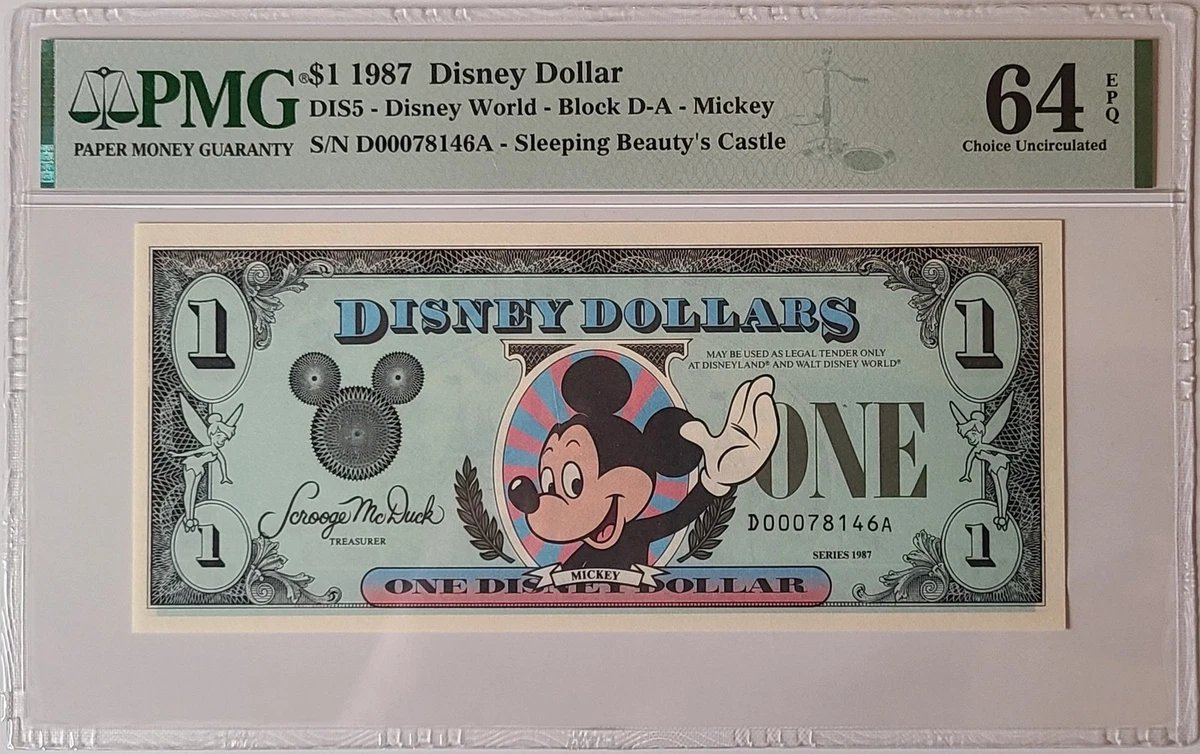 PMG®
PAPER MONEY GUARANTY
$1 1987 Disney Dollar
DIS5 - Disney World - Block D-A - Mickey
S/N D00078146A - Sleeping Beauty's Castle
64
EPQ
Choice Uncirculated
1
1
DISNEY DOLLARS
MAY BE USED AS LEGAL TENDER ONLY
AT DISNEYLAND® AND WALT DISNEY WORLD®
ONE
D00078146A
Scrooge McDuck
TREASURER
SERIES 1987
1
1
MICKEY
ONE DISNEY DOLLAR